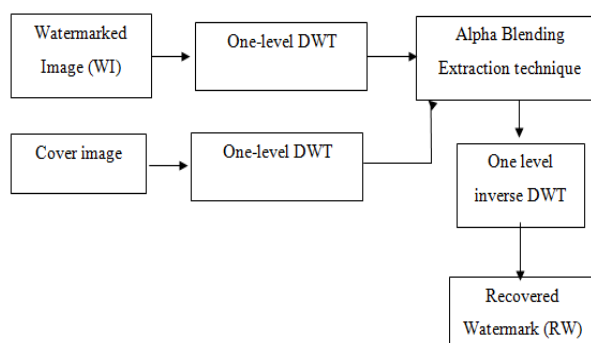 Watermarked
Image (WI)
One-level DWT
Alpha Blending
Extraction technique
Cover image
One-level DWT
One level
inverse DWT
Recovered
Watermark (RW)